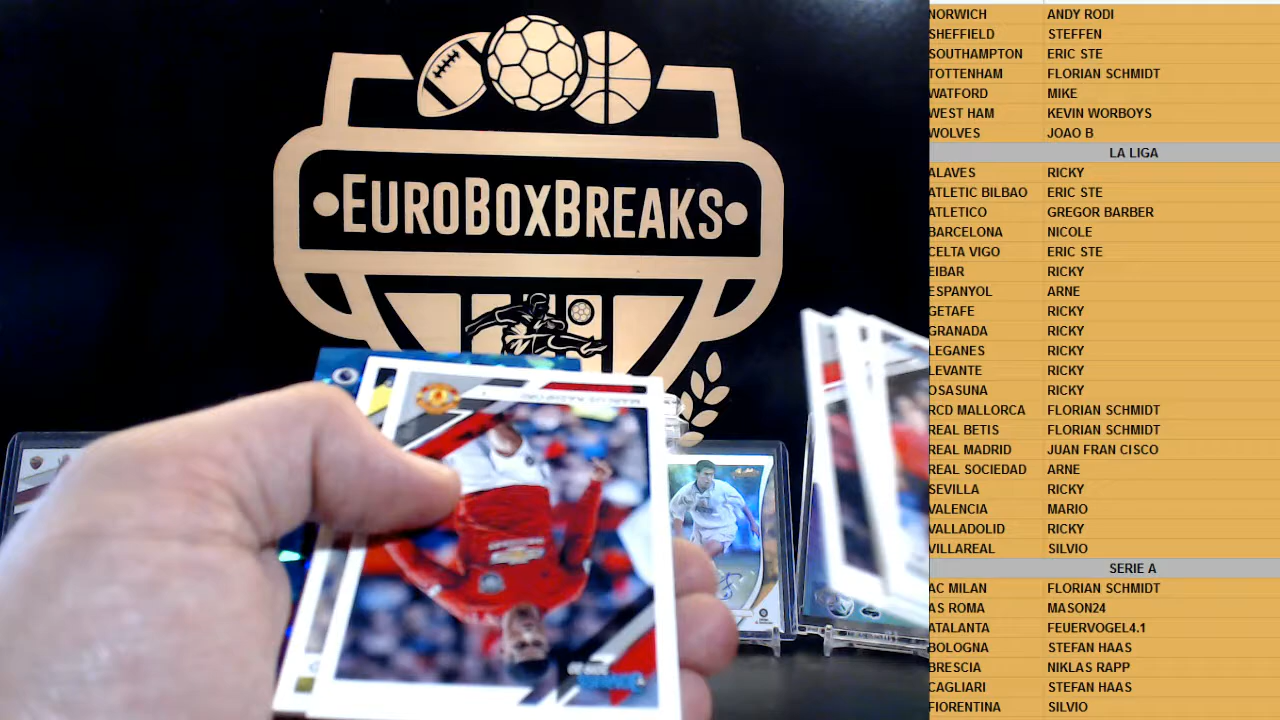 EUROBOXBREAKS
MARCUS RASHFORD
NORWICH ANDY RODI
SHEFFIELD STEFFEN
SOUTHAMPTON ERIC STE
TOTTENHAM FLORIAN SCHMIDT
WATFORD MIKE
WEST HAM KEVIN WORBOYS
WOLVES JOAO B
LA LIGA
ALAVES RICKY
ATLETIC BILBAO ERIC STE
ATLETICO GREGOR BARBER
BARCELONA NICOLE
CELTA VIGO ERIC STE
EIBAR RICKY
ESPANYOL ARNE
GETAFE RICKY
GRANADA RICKY
LEGANES RICKY
LEVANTE RICKY
OSASUNA RICKY
RCD MALLORCA FLORIAN SCHMIDT
REAL BETIS FLORIAN SCHMIDT
REAL MADRID JUAN FRAN CISCO
REAL SOCIEDAD ARNE
SEVILLA RICKY
VALENCIA MARIO
VALLADOLID RICKY
VILLAREAL SILVIO
SERIE A
AC MILAN FLORIAN SCHMIDT
AS ROMA MASON24
ATALANTA FEUERVOGEL4.1
BOLOGNA STEFAN HAAS
BRESCIA NIKLAS RAPP
CAGLIARI STEFAN HAAS
FIORENTINA SILVIO